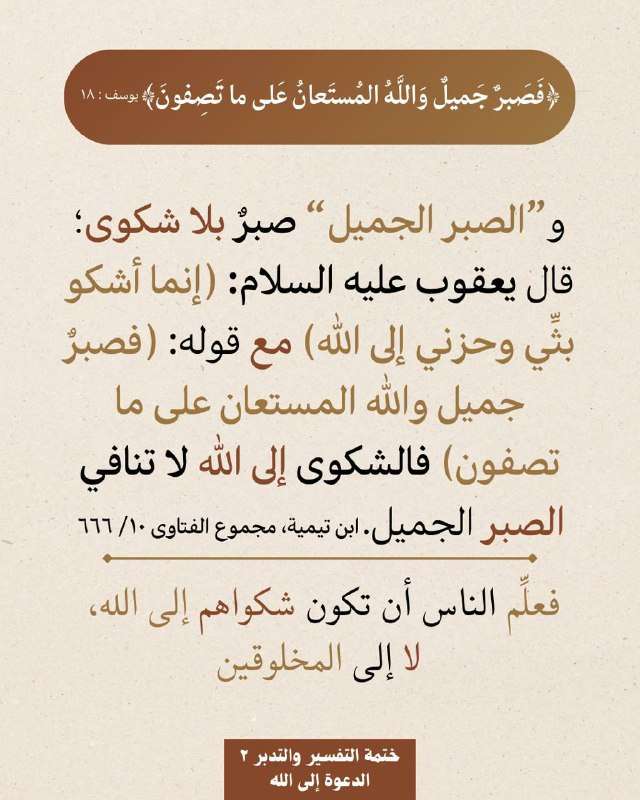 ﴿فَصَبرٌ جَميلٌ وَاللَّهُ المُستَعانُ عَلى ما تَصِفونَ﴾ يوسف : ١٨
و”الصبر الجميل“ صبرٌ بلا شكوى؛
قال يعقوب عليه السلام: (إنما أشكو
بثِّي وحزني إلى الله) مع قوله: (فصبرٌ
جميل والله المستعان على ما
تصفون) فالشكوى إلى الله لا تنافي
الصبر الجميل. ابن تيمية، مجموع الفتاوى ١٠/ ٦٦٦
فعلِّم الناس أن تكون شكواهم إلى الله،
لا إلى المخلوقين
ختمة التفسير والتدبر ٢
الدعوة إلى الله